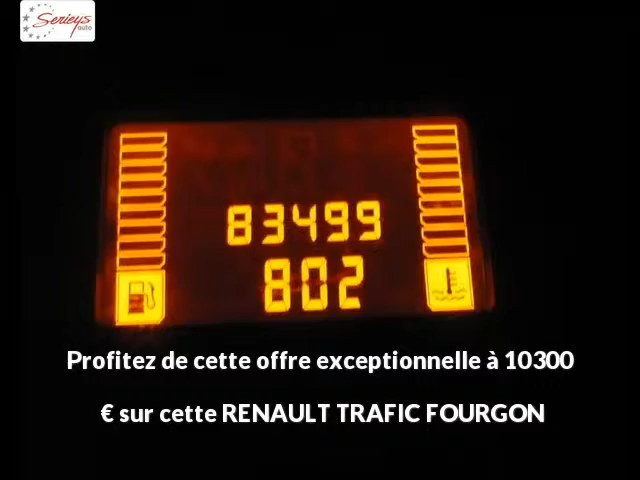 Serieys
auto
83499
802
Profitez de cette offre exceptionnelle à 10300
€ sur cette RENAULT TRAFIC FOURGON